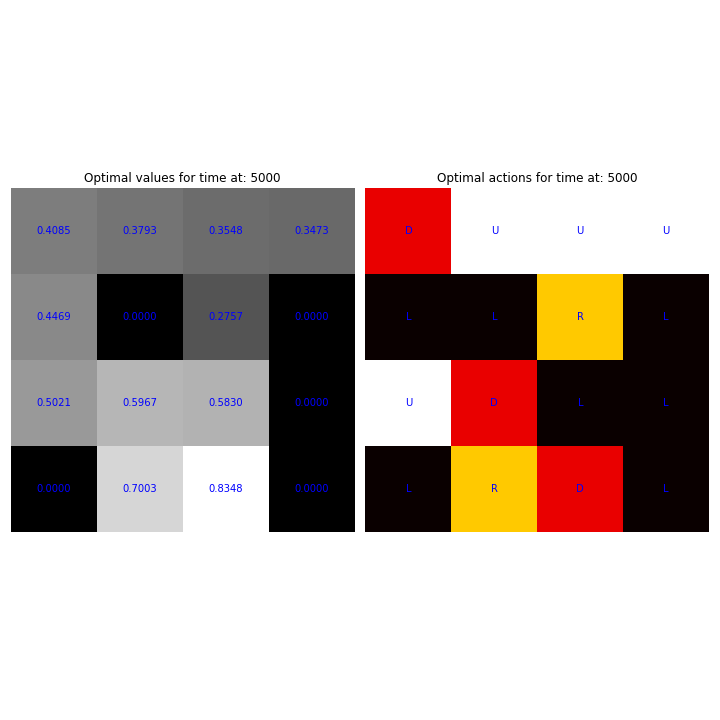 Optimal values for time at: 5000
Optimal actions for time at: 5000
0.4085 0.3793 0.3548 0.3473
D U U U
0.4469 0.0000 0.2757 0.0000
L L R L
0.5021 0.5967 0.5830 0.0000
U D L L
0.0000 0.7003 0.8348 0.0000
L R D L